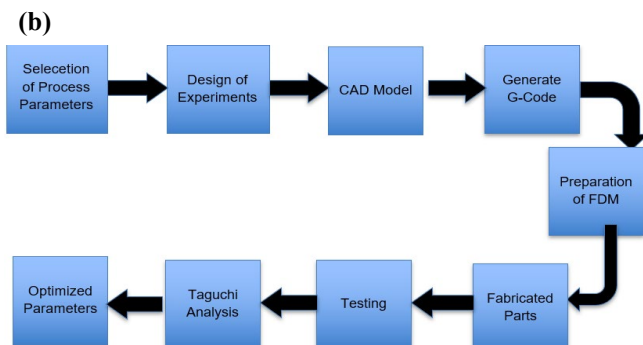 (b)
Selecetion
of Process
Parameters
Design of
Experiments
CAD Model
Generate
G-Code
Preparation
of FDM
Fabricated
Parts
Testing
Taguchi
Analysis
Optimized
Parameters